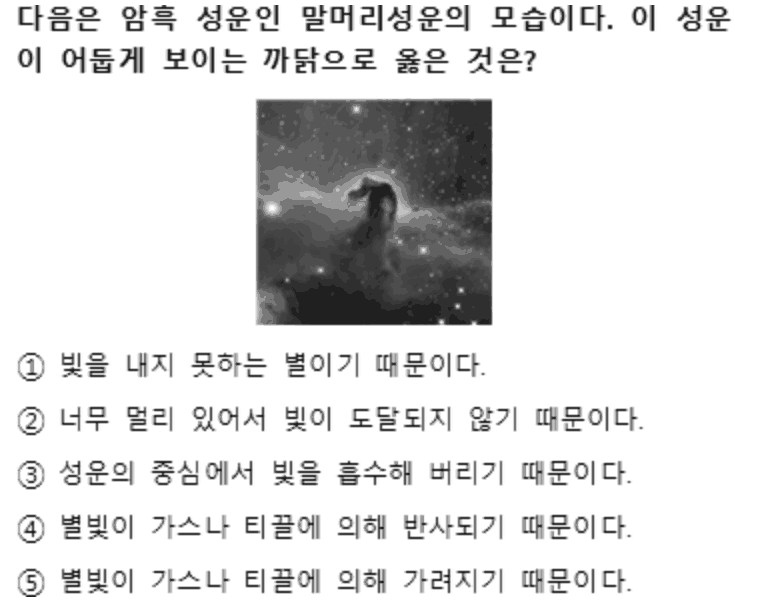 다음은 암흑 성운인 말머리성운의 모습이다. 이 성운
이 어둡게 보이는 까닭으로 옳은 것은?
① 빛을 내지 못하는 별이기 때문이다.
② 너무 멀리 있어서 빛이 도달되지 않기 때문이다.
③ 성운의 중심에서 빛을 흡수해 버리기 때문이다.
④ 별빛이 가스나 티끌에 의해 반사되기 때문이다.
⑤ 별빛이 가스나 티끌에 의해 가려지기 때문이다.